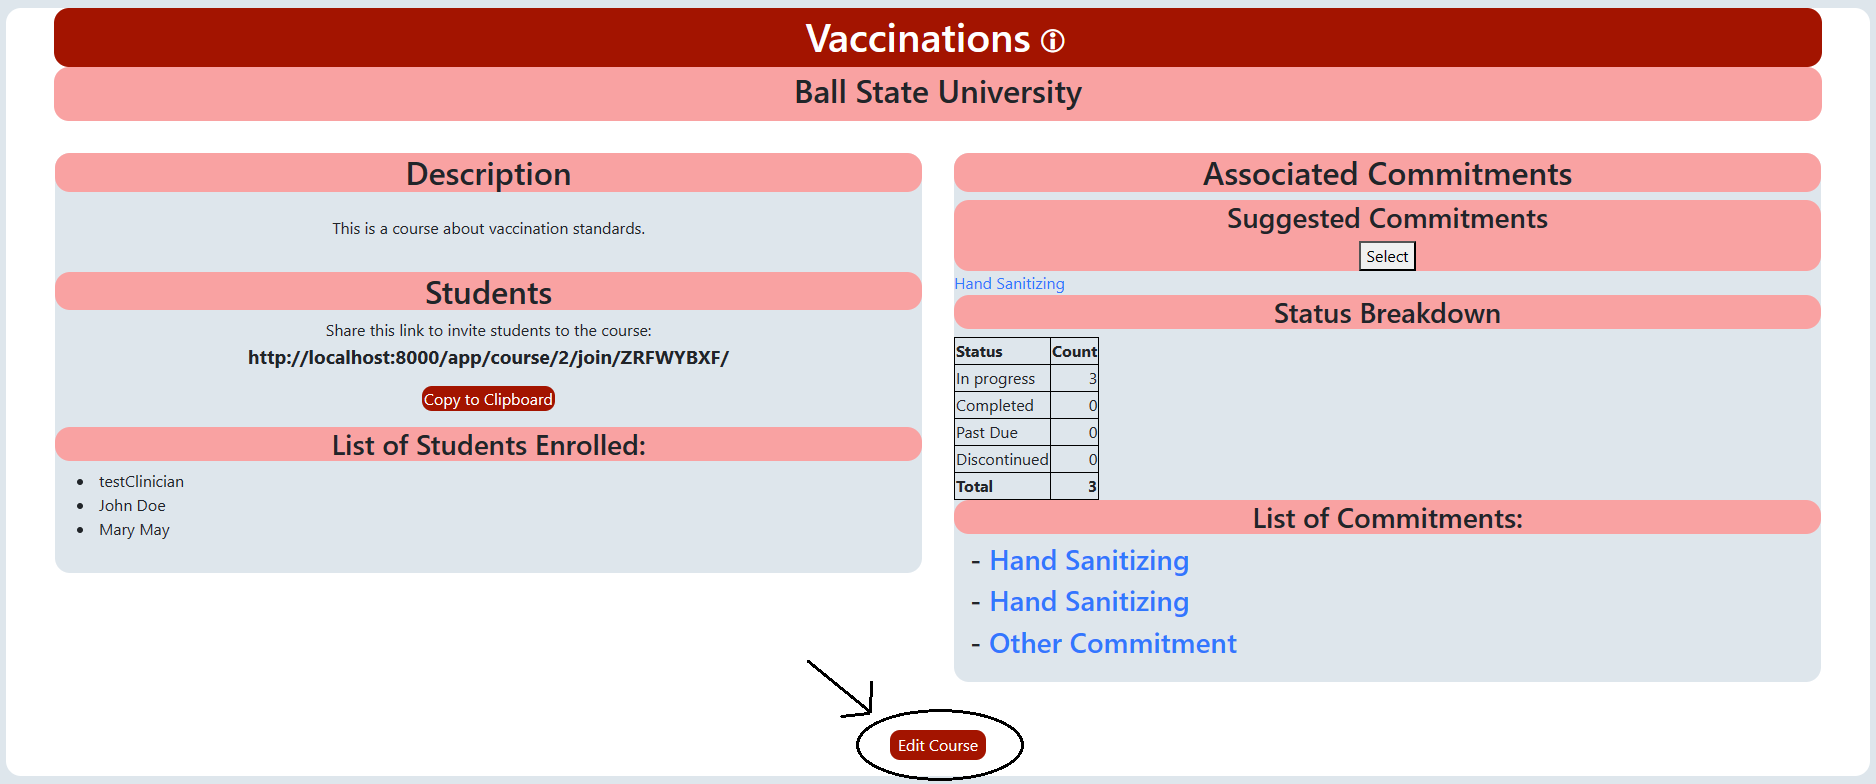 Vaccinations
Ball State University
Description
This is a course about vaccination standards.
Students
Share this link to invite students to the course:
http://localhost:8000/app/course/2/join/ZRFWYBXF/
Copy to Clipboard
List of Students Enrolled:
testClinician
John Doe
Mary May
Associated Commitments
Suggested Commitments
Select
Hand Sanitizing
Status Breakdown
Status Count
In progress 3
Completed 0
Past Due 0
Discontinued 0
Total 3
List of Commitments:
- Hand Sanitizing
- Hand Sanitizing
- Other Commitment
Edit Course